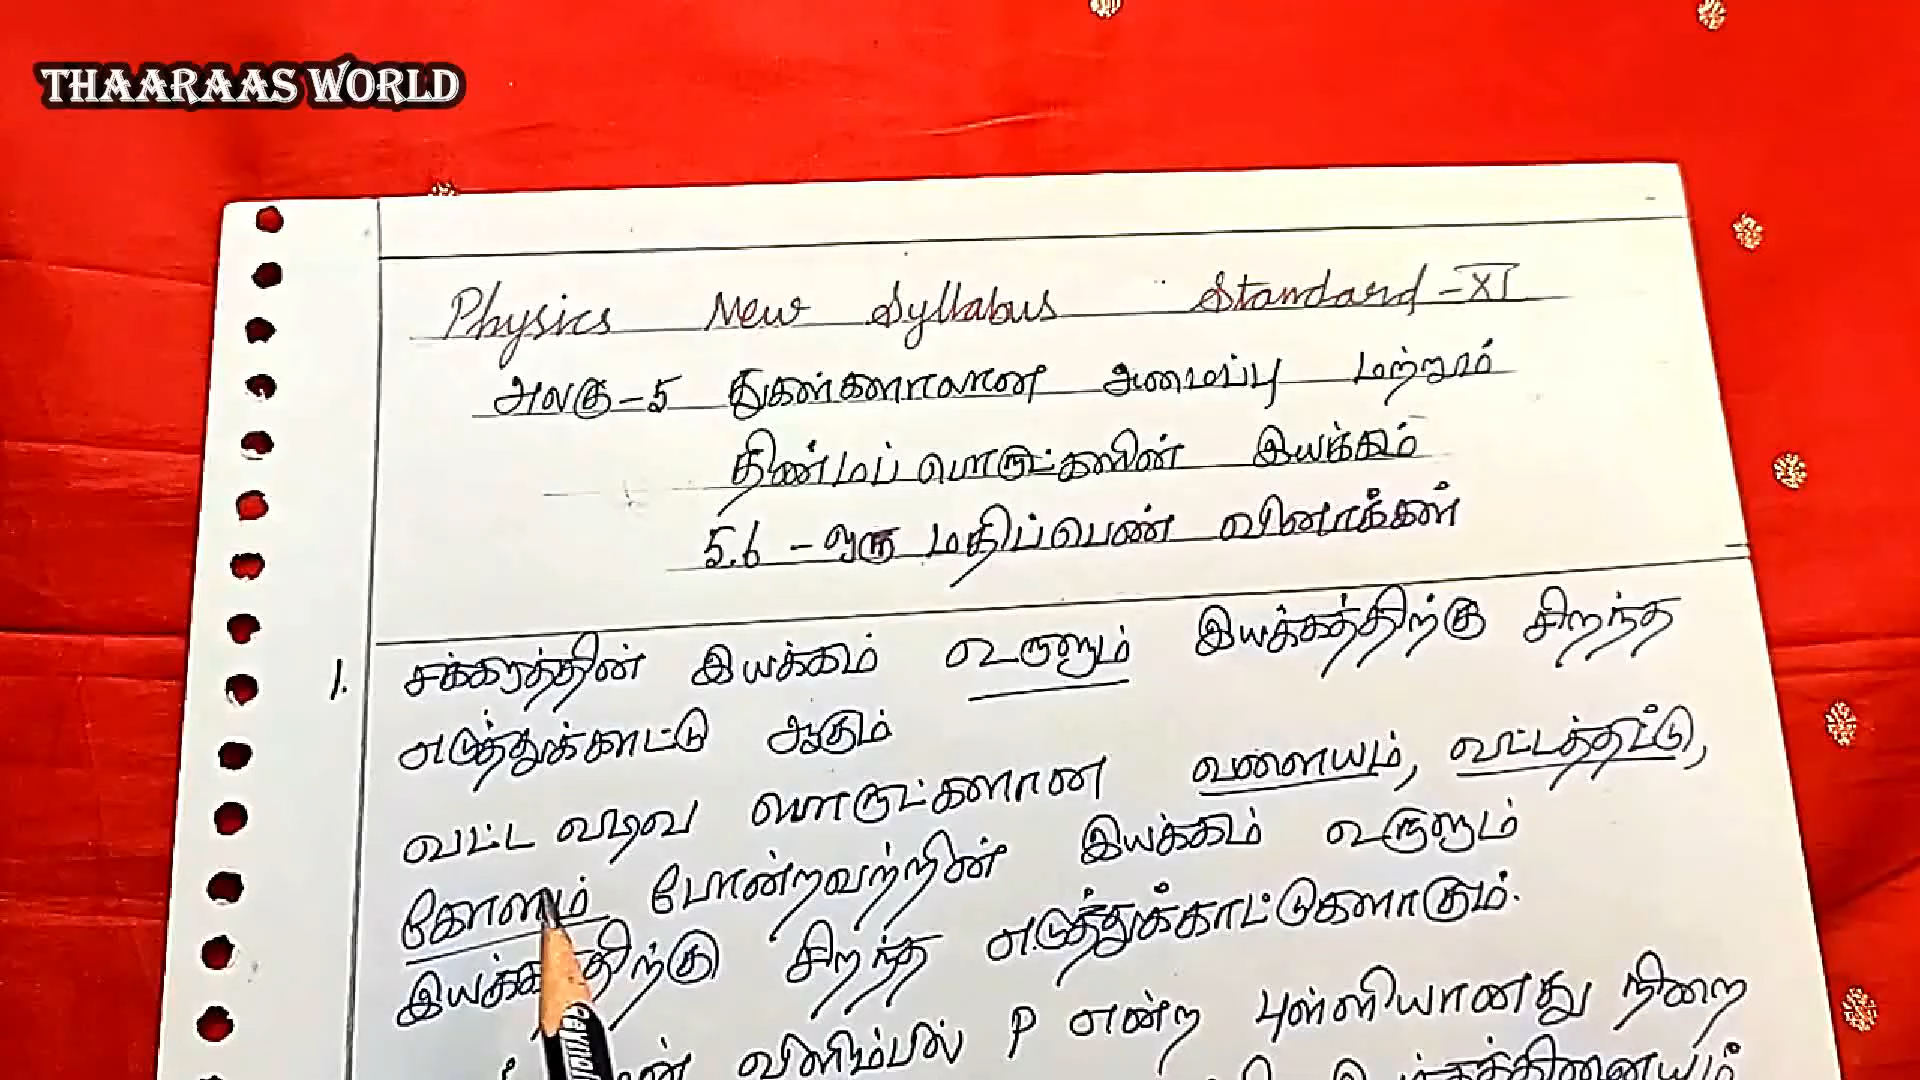 THAARAAS WORLD
Physics New Syllabus Standard-XI
அலகு-5 துகள்களாலான அமைப்பு மற்றும்
திண்மப் பொருட்களின் இயக்கம்
5.6 - ஒரு மதிப்பெண் வினாக்கள்
1. சக்கரத்தின் இயக்கம் உருளும் இயக்கத்திற்கு சிறந்த
எடுத்துக்காட்டு ஆகும்
வட்ட வடிவ பொருட்களான வளையம், வட்டத்தட்டு,
கோளம் போன்றவற்றின் இயக்கம் உருளும்
இயக்கத்திற்கு சிறந்த எடுத்துக்காட்டுகளாகும்.
விளிம்பில் P என்ற புள்ளியானது நிறை